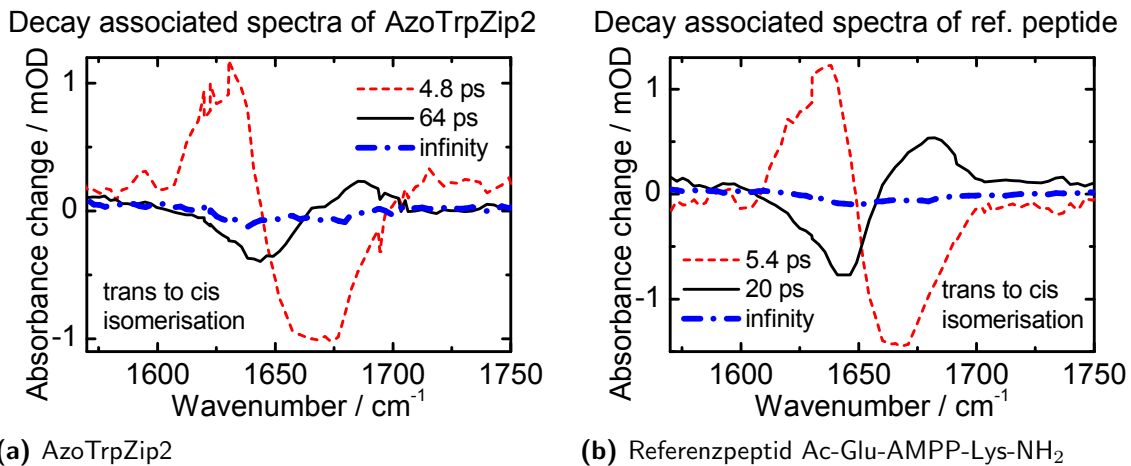 Decay associated spectra of AzoTrpZip2
Absorbance change / mOD
1
0
-1
4.8 ps
64 ps
infinity
trans to cis
isomerisation
1600 1650 1700 1750
Wavenumber / cm⁻¹
(a) AzoTrpZip2
Decay associated spectra of ref. peptide
Absorbance change / mOD
1
0
-1
5.4 ps
20 ps
infinity
trans to cis
isomerisation
1600 1650 1700 1750
Wavenumber / cm⁻¹
(b) Referenzpeptid Ac-Glu-AMPP-Lys-NH₂